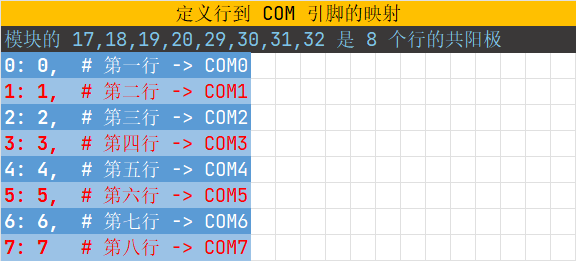 定义行到 COM 引脚的映射
模块的 17,18,19,20,29,30,31,32 是 8 个行的共阳极
0: 0,  # 第一行 -> COM0
1: 1,  # 第二行 -> COM1
2: 2,  # 第三行 -> COM2
3: 3,  # 第四行 -> COM3
4: 4,  # 第五行 -> COM4
5: 5,  # 第六行 -> COM5
6: 6,  # 第七行 -> COM6
7: 7   # 第八行 -> COM7